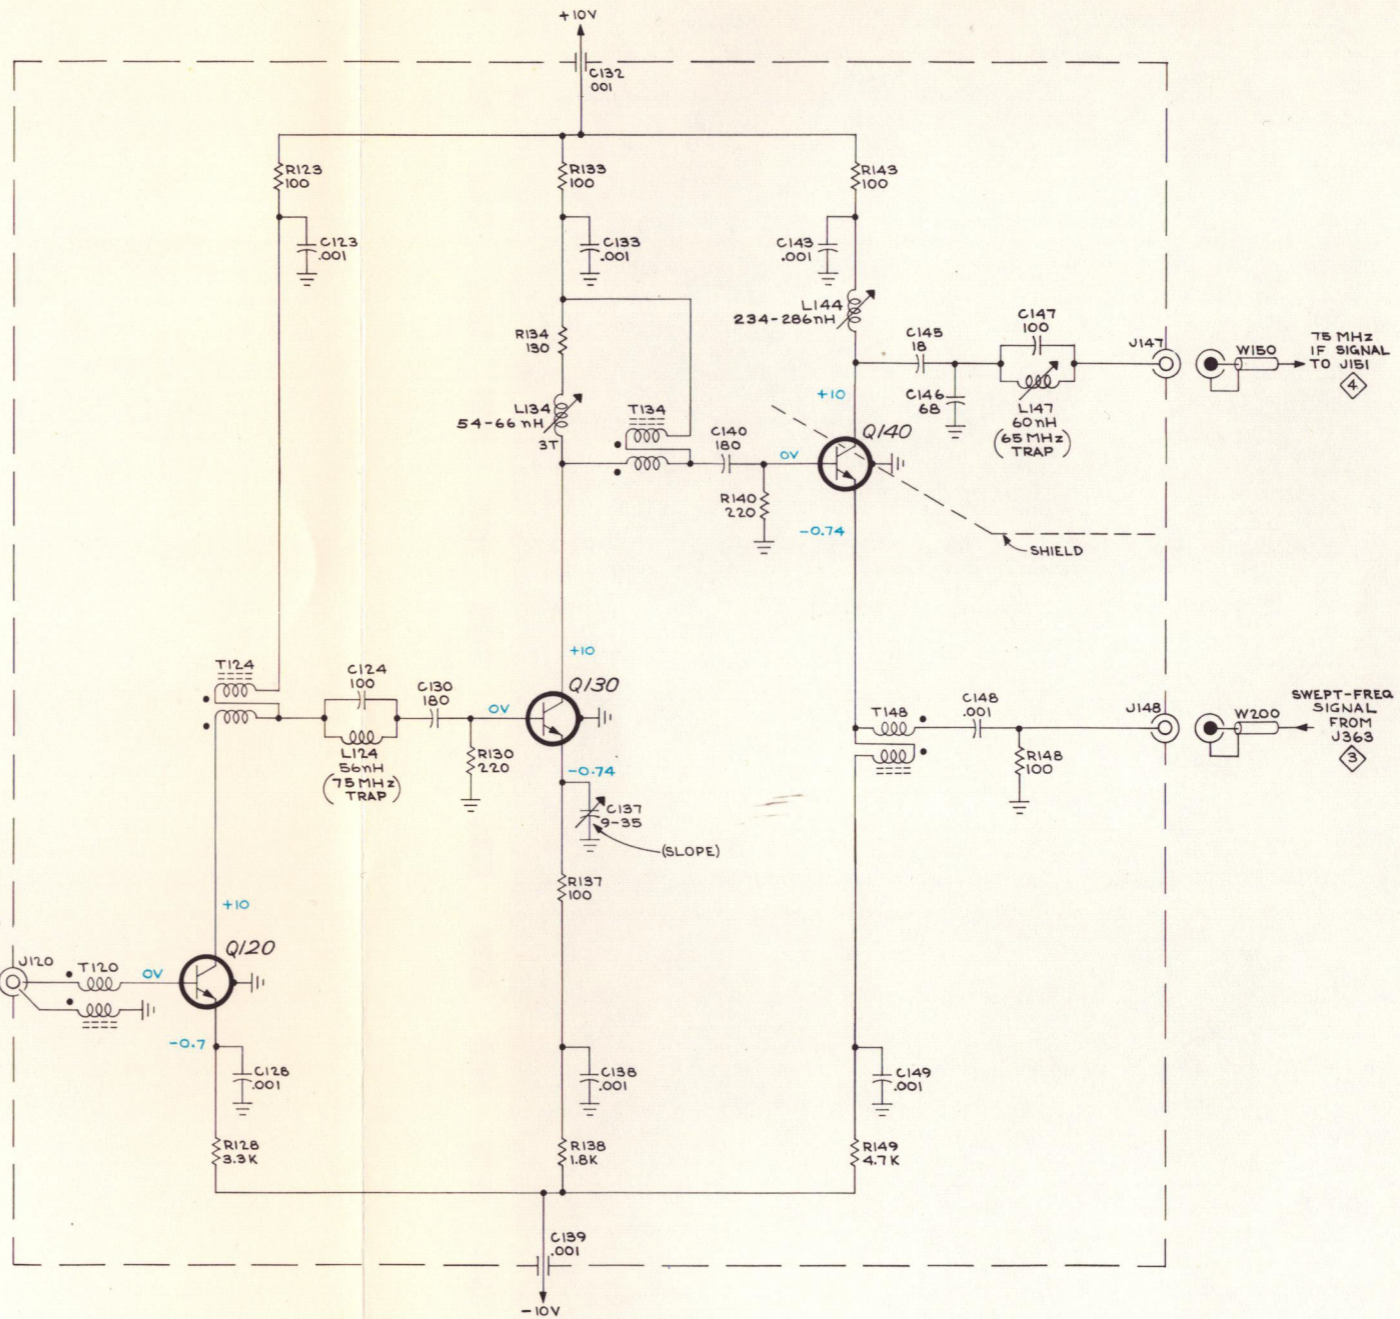 +10V
C132
001
R123
100
R133
100
R143
100
C123
.001
C133
.001
C143
.001
L144
234-286nH
R134
130
C145
18
C147
100
J147
W150
75 MHz
IF SIGNAL
TO J151
4
L134
54-66 nH
3T
T134
C140
180
+10
C146
68
L147
60nH
(65 MHz)
TRAP
Q140
0V
R140
220
-0.74
SHIELD
+10
T124
C124
100
C130
180
0V
Q130
L124
56nH
(75 MHz)
TRAP
R130
220
-0.74
C137
9-35
(SLOPE)
T148
C148
.001
J148
W200
SWEPT-FREQ
SIGNAL
FROM
J363
3
R148
100
R137
100
+10
Q120
J120
T120
0V
-0.7
C128
.001
C138
.001
C149
.001
R128
3.3K
R138
1.8K
R149
4.7K
C139
.001
-10V